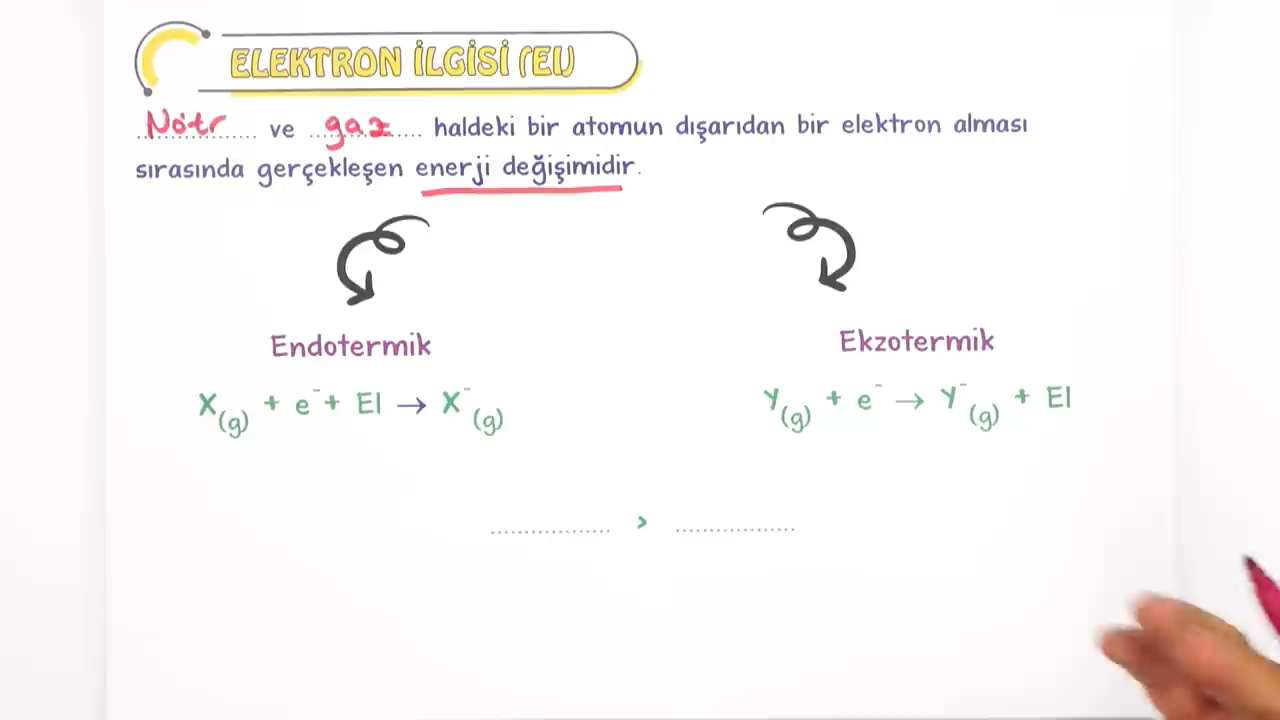 ELEKTRON İLGİSİ (EI)
Nötr ve gaz haldeki bir atomun dışarıdan bir elektron alması
sırasında gerçekleşen enerji değişimidir.
Endotermik
Ekzotermik
X(g) + e⁻ + EI → X⁻(g)
Y(g) + e⁻ → Y⁻(g) + EI
.................. > ..................